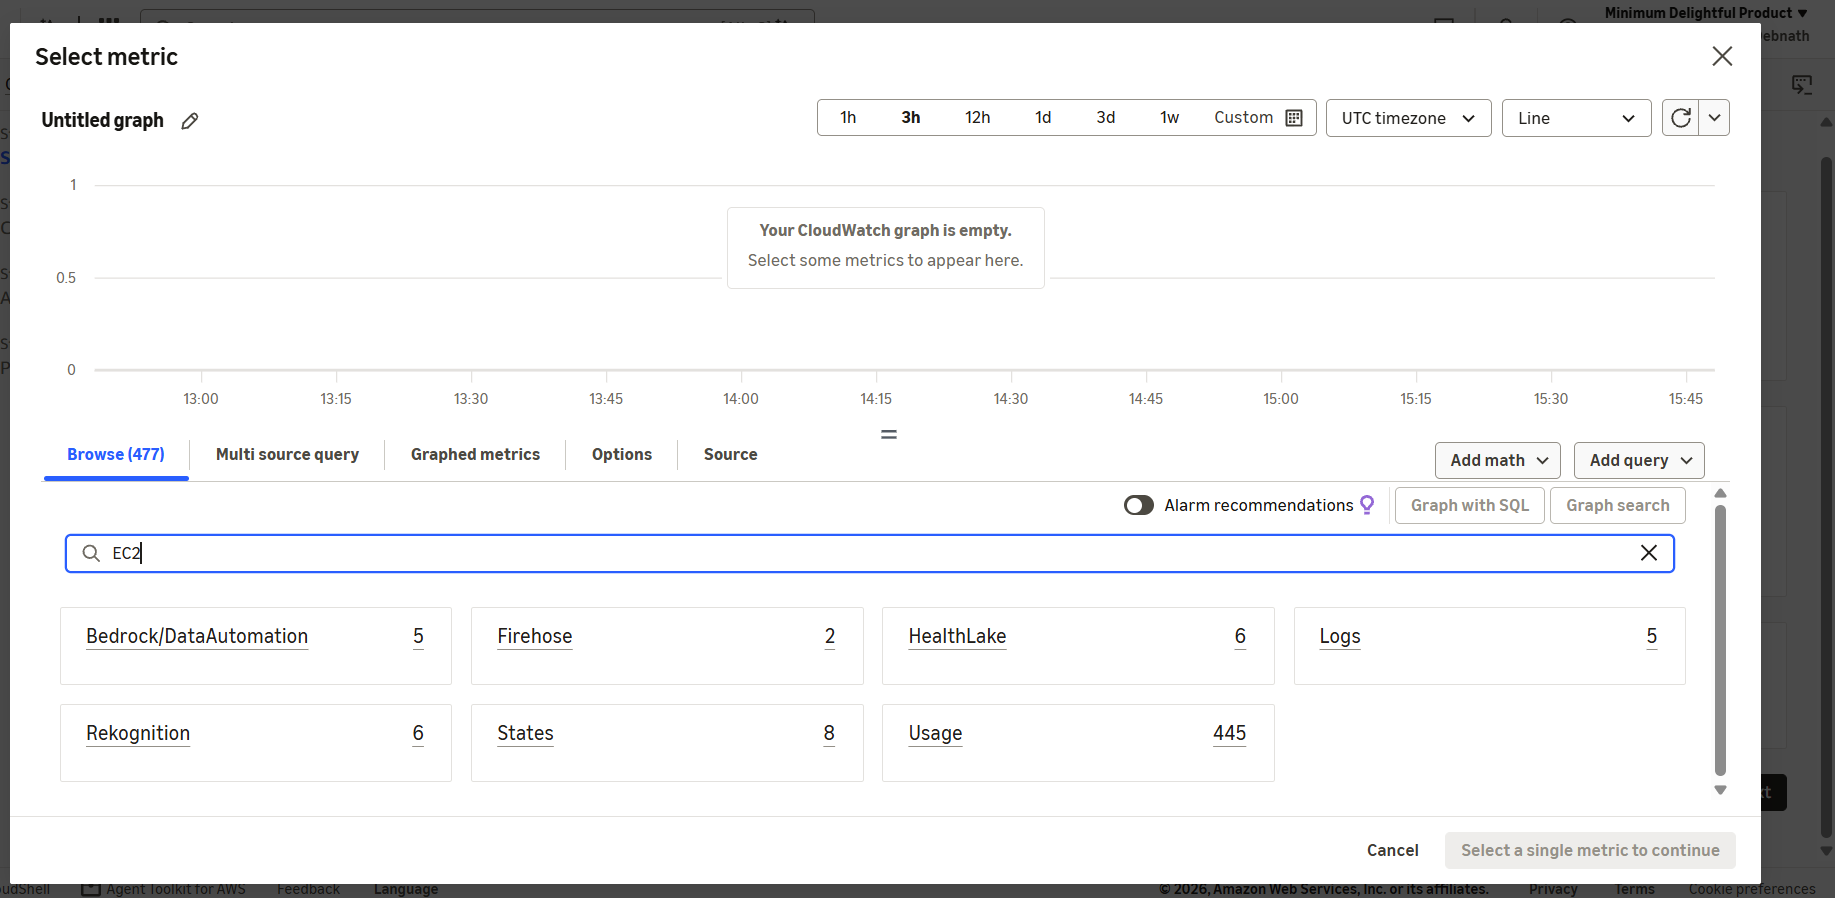 Minimum Delightful Product
Select metric
Untitled graph
1h 3h 12h 1d 3d 1w Custom
UTC timezone
Line
1
0.5
0
Your CloudWatch graph is empty.
Select some metrics to appear here.
13:00 13:15 13:30 13:45 14:00 14:15 14:30 14:45 15:00 15:15 15:30 15:45
Browse (477) Multi source query Graphed metrics Options Source
Add math Add query
Alarm recommendations Graph with SQL Graph search
EC2
Bedrock/DataAutomation 5 Firehose 2 HealthLake 6 Logs 5
Rekognition 6 States 8 Usage 445
Cancel Select a single metric to continue
Agent Toolkit for AWS Feedback Language © 2026, Amazon Web Services, Inc. or its affiliates. Privacy Terms Cookie preferences